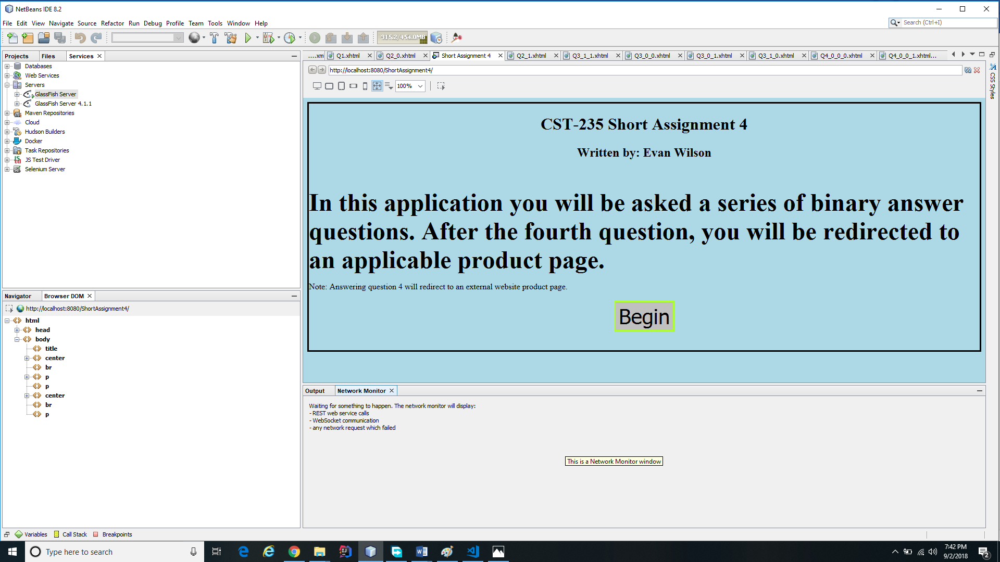 NetBeans IDE 8.2
File Edit View Navigate Source Refactor Run Debug Profile Team Tools Window Help
Search (Ctrl+I)
315.2/454.0MB
Projects Files Services
Databases
Web Services
Servers
GlassFish Server
GlassFish Server 4.1.1
Maven Repositories
Cloud
Hudson Builders
Docker
Task Repositories
JS Test Driver
Selenium Server
Navigator Browser DOM
http://localhost:8080/ShortAssignment4/
html
head
body
title
center
br
p
p
center
br
p
....xm Q1.xhtml Q2_0.xhtml Short Assignment 4 Q2_1.xhtml Q3_1_1.xhtml Q3_0_0.xhtml Q3_0_1.xhtml Q3_1_0.xhtml Q4_0_0_0.xhtml Q4_0_0_1.xhtml...
http://localhost:8080/ShortAssignment4/
100%
CSS Styles
CST-235 Short Assignment 4
Written by: Evan Wilson
In this application you will be asked a series of binary answer
questions. After the fourth question, you will be redirected to
an applicable product page.
Note: Answering question 4 will redirect to an external website product page.
Begin
Output Network Monitor
Waiting for something to happen. The network monitor will display:
- REST web service calls
- WebSocket communication
- any network request which failed
This is a Network Monitor window
Variables Call Stack Breakpoints
Type here to search
7:42 PM
9/2/2018
2